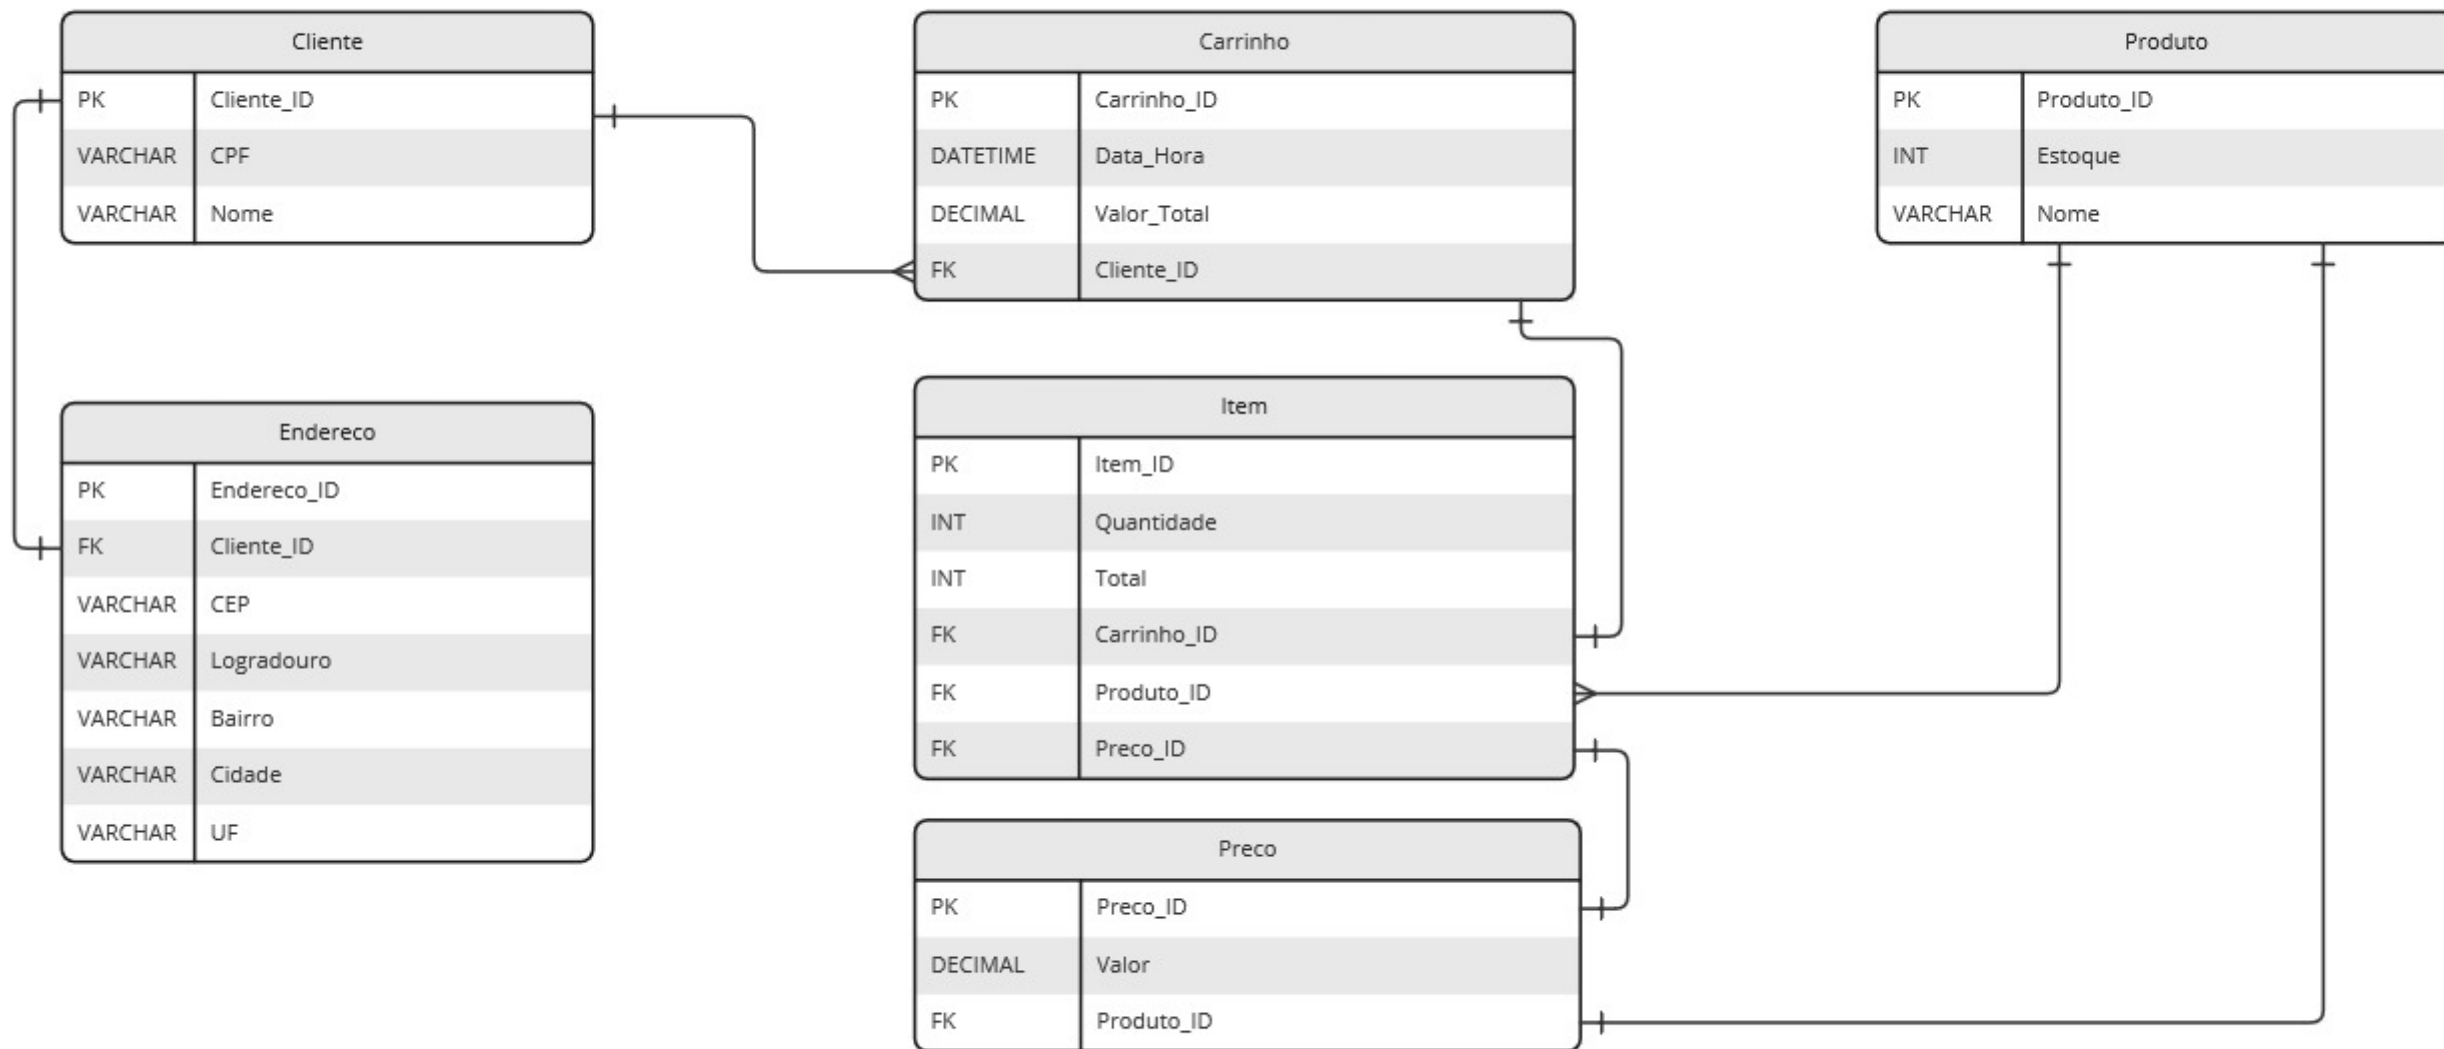 Cliente
PK Cliente_ID
VARCHAR CPF
VARCHAR Nome
Endereco
PK Endereco_ID
FK Cliente_ID
VARCHAR CEP
VARCHAR Logradouro
VARCHAR Bairro
VARCHAR Cidade
VARCHAR UF
Carrinho
PK Carrinho_ID
DATETIME Data_Hora
DECIMAL Valor_Total
FK Cliente_ID
Item
PK Item_ID
INT Quantidade
INT Total
FK Carrinho_ID
FK Produto_ID
FK Preco_ID
Preco
PK Preco_ID
DECIMAL Valor
FK Produto_ID
Produto
PK Produto_ID
INT Estoque
VARCHAR Nome